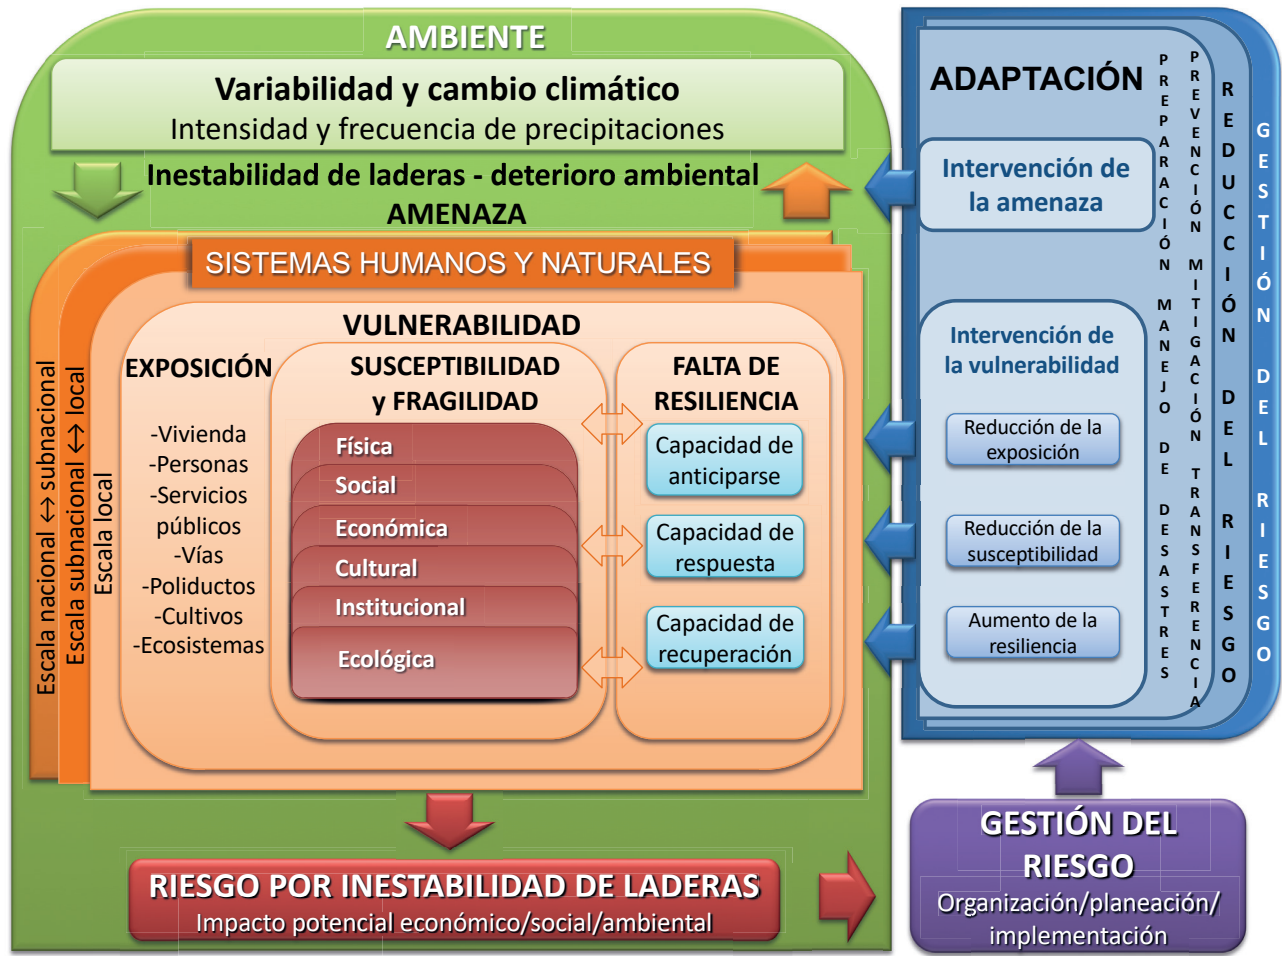 AMBIENTE
Variabilidad y cambio climático
Intensidad y frecuencia de precipitaciones
Inestabilidad de laderas - deterioro ambiental
AMENAZA
SISTEMAS HUMANOS Y NATURALES
Escala nacional ↔ subnacional
Escala subnacional ↔ local
Escala local
VULNERABILIDAD
EXPOSICIÓN
-Vivienda
-Personas
-Servicios
públicos
-Vías
-Poliductos
-Cultivos
-Ecosistemas
SUSCEPTIBILIDAD
y FRAGILIDAD
Física
Social
Económica
Cultural
Institucional
Ecológica
FALTA DE
RESILIENCIA
Capacidad de
anticiparse
Capacidad de
respuesta
Capacidad de
recuperación
RIESGO POR INESTABILIDAD DE LADERAS
Impacto potencial económico/social/ambiental
ADAPTACIÓN
Intervención de
la amenaza
Intervención de
la vulnerabilidad
Reducción de la
exposición
Reducción de la
susceptibilidad
Aumento de la
resiliencia
PREPARACIÓN MANEJO DE DESASTRES
PREVENCIÓN MITIGACIÓN TRANSFERENCIA
REDUCCIÓN DEL RIESGO
GESTIÓN DEL RIESGO
GESTIÓN DEL
RIESGO
Organización/planeación/
implementación